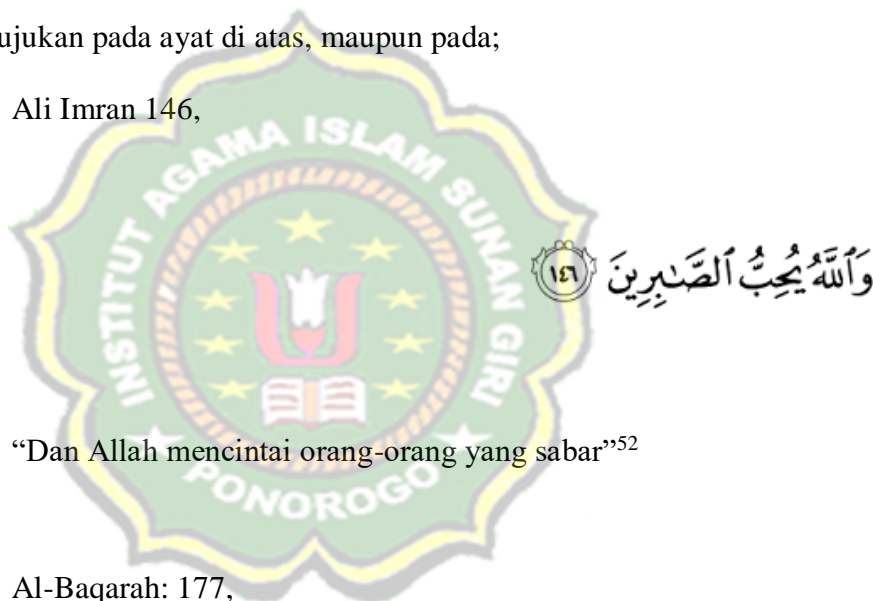 ujukan pada ayat di atas, maupun pada;
Ali Imran 146,
INSTITUT AGAMA ISLAM SUNAN GIRI
وَٱللَّهُ يُحِبُّ ٱلصَّـٰبِرِينَ ١٤٦
“Dan Allah mencintai orang-orang yang sabar”52
PONOROGO
Al-Baqarah: 177,